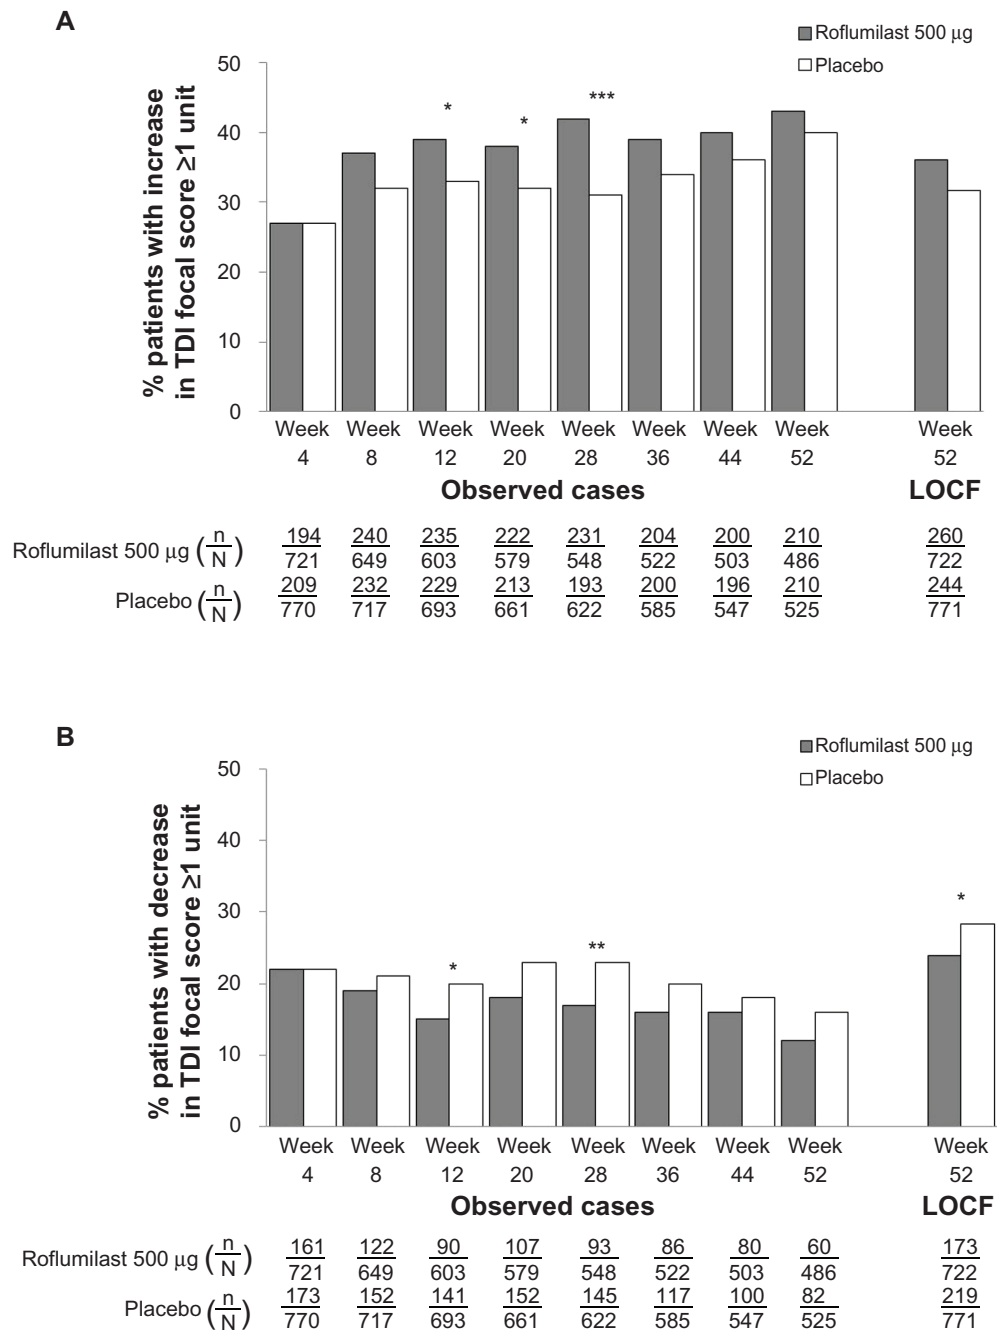 A
Roflumilast 500 µg
Placebo
% patients with increase
in TDI focal score ≥1 unit
50
40
30
20
10
0
* * ***
Week Week Week Week Week Week Week Week Week
4 8 12 20 28 36 44 52 52
Observed cases LOCF
Roflumilast 500 µg (n/N) 194/721 240/649 235/603 222/579 231/548 204/522 200/503 210/486 260/722
Placebo (n/N) 209/770 232/717 229/693 213/661 193/622 200/585 196/547 210/525 244/771
B
Roflumilast 500 µg
Placebo
% patients with decrease
in TDI focal score ≥1 unit
50
40
30
20
10
0
* ** *
Week Week Week Week Week Week Week Week Week
4 8 12 20 28 36 44 52 52
Observed cases LOCF
Roflumilast 500 µg (n/N) 161/721 122/649 90/603 107/579 93/548 86/522 80/503 60/486 173/722
Placebo (n/N) 173/770 152/717 141/693 152/661 145/622 117/585 100/547 82/525 219/771